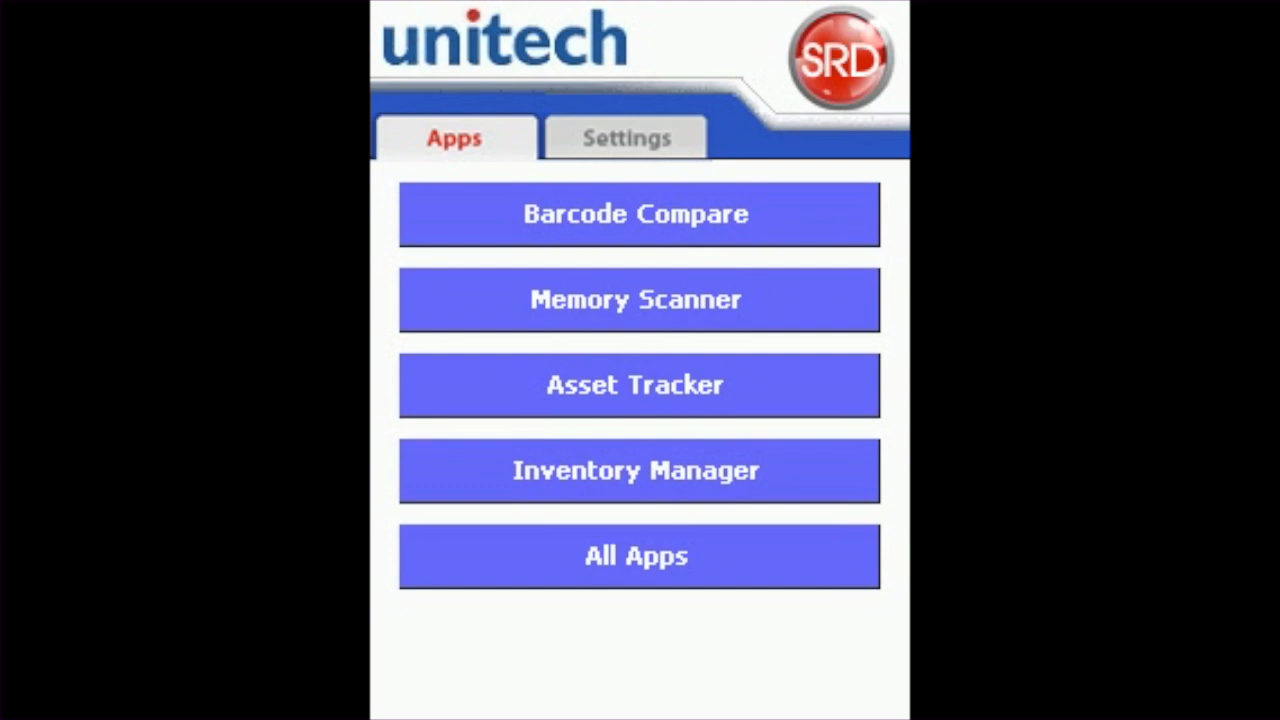 unitech
SRD
Apps
Settings
Barcode Compare
Memory Scanner
Asset Tracker
Inventory Manager
All Apps